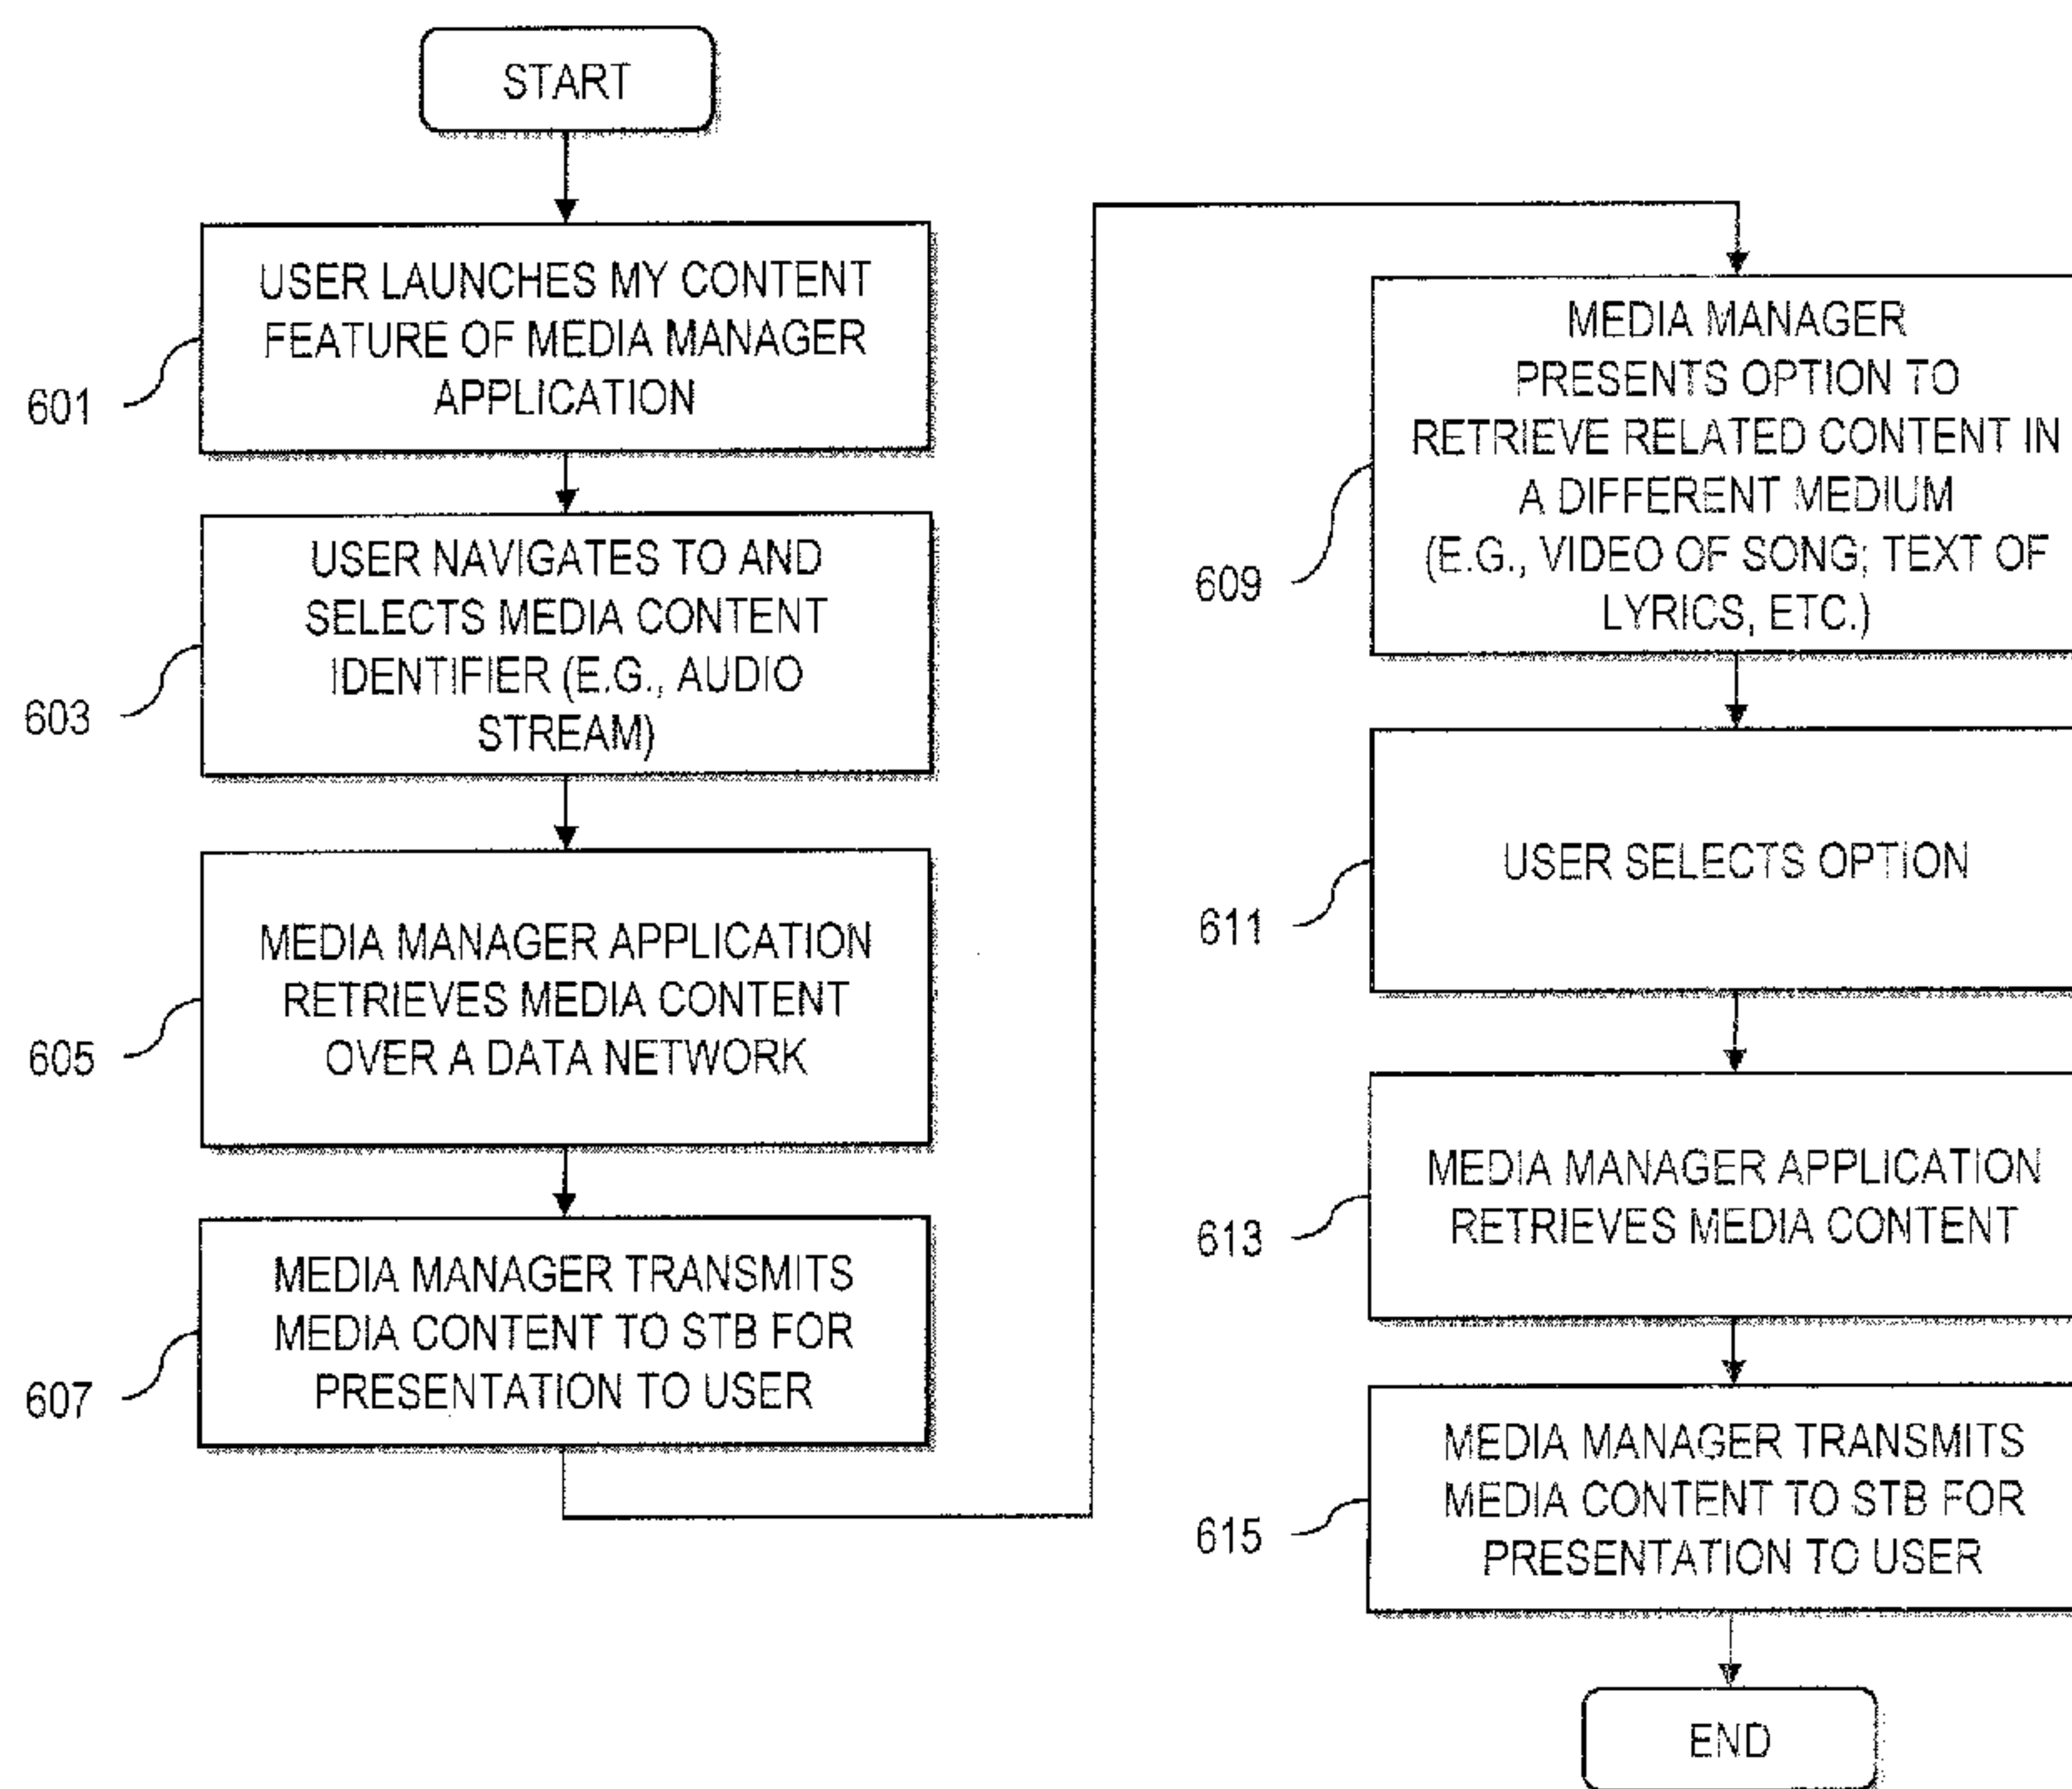 START
USER LAUNCHES MY CONTENT
FEATURE OF MEDIA MANAGER
APPLICATION
601
USER NAVIGATES TO AND
SELECTS MEDIA CONTENT
IDENTIFIER (E.G., AUDIO
STREAM)
603
MEDIA MANAGER APPLICATION
RETRIEVES MEDIA CONTENT
OVER A DATA NETWORK
605
MEDIA MANAGER TRANSMITS
MEDIA CONTENT TO STB FOR
PRESENTATION TO USER
607
MEDIA MANAGER
PRESENTS OPTION TO
RETRIEVE RELATED CONTENT IN
A DIFFERENT MEDIUM
(E.G., VIDEO OF SONG; TEXT OF
LYRICS, ETC.)
609
USER SELECTS OPTION
611
MEDIA MANAGER APPLICATION
RETRIEVES MEDIA CONTENT
613
MEDIA MANAGER TRANSMITS
MEDIA CONTENT TO STB FOR
PRESENTATION TO USER
615
END